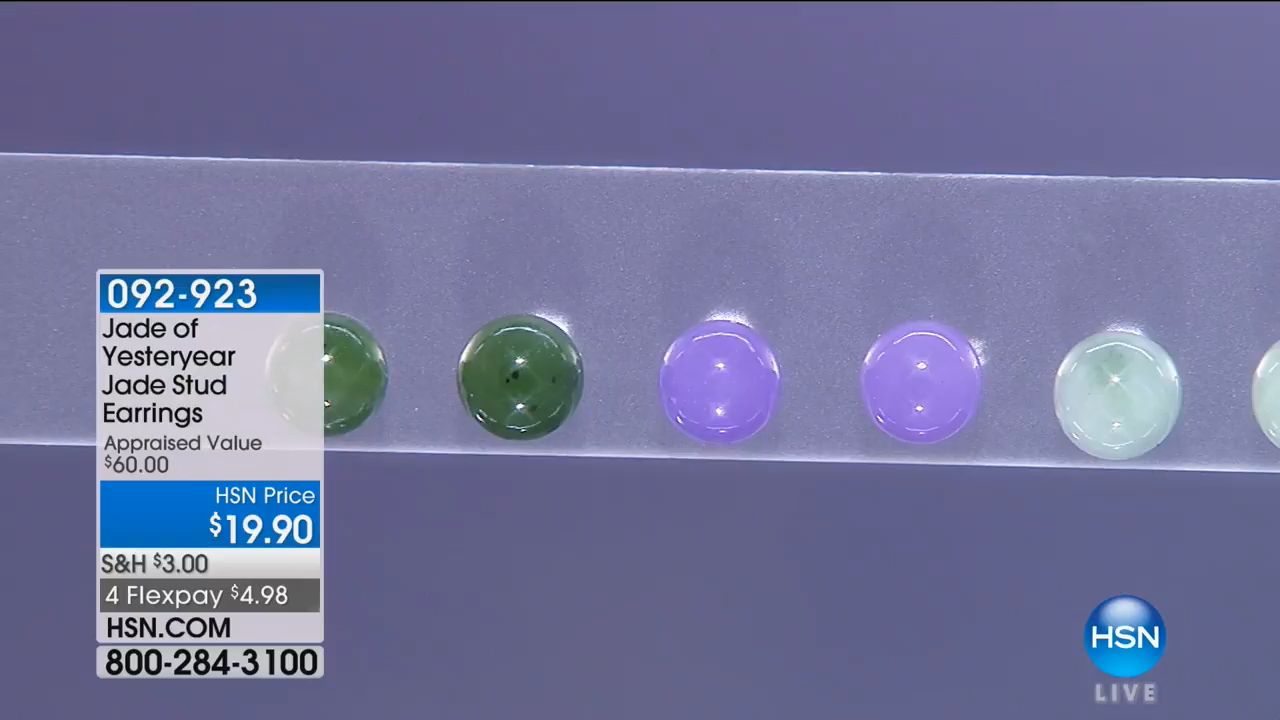 092-923
Jade of
Yesteryear
Jade Stud
Earrings
Appraised Value
$60.00
HSN Price
$19.90
S&H $3.00
4 Flexpay $4.98
HSN.COM
800-284-3100
HSN
LIVE